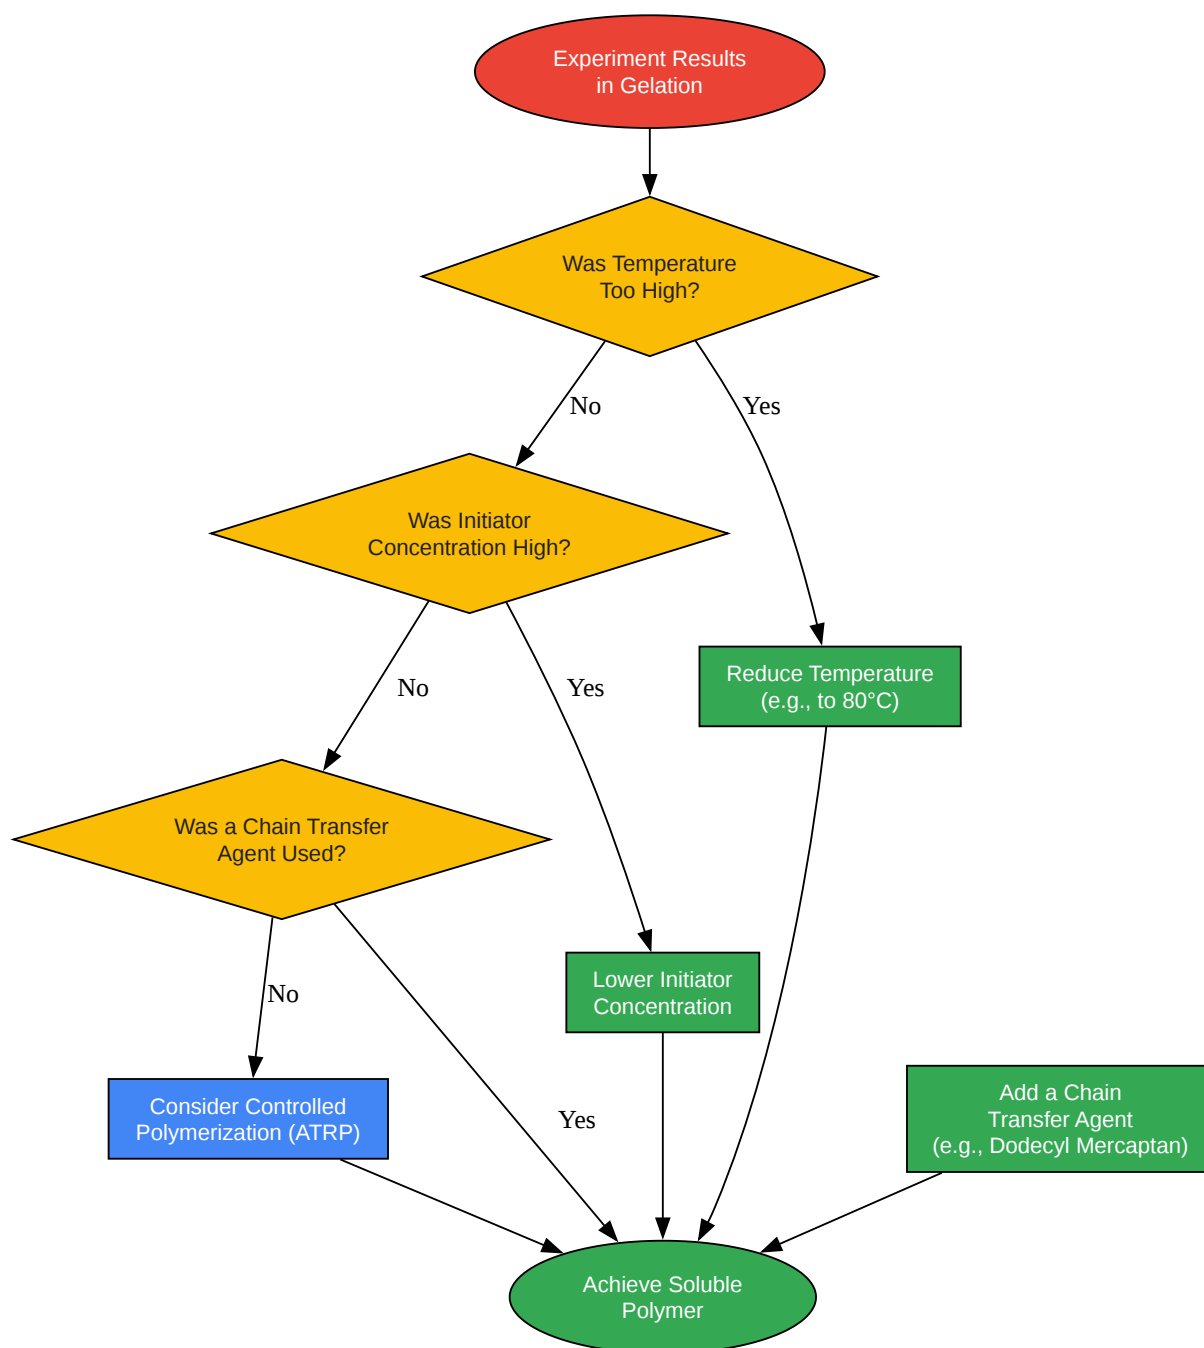 Experiment Results
in Gelation
Was Temperature
Too High?
No
Yes
Was Initiator
Concentration High?
No
Yes
Reduce Temperature
(e.g., to 80°C)
Was a Chain Transfer
Agent Used?
No
Lower Initiator
Concentration
Consider Controlled
Polymerization (ATRP)
Yes
Add a Chain
Transfer Agent
(e.g., Dodecyl Mercaptan)
Achieve Soluble
Polymer